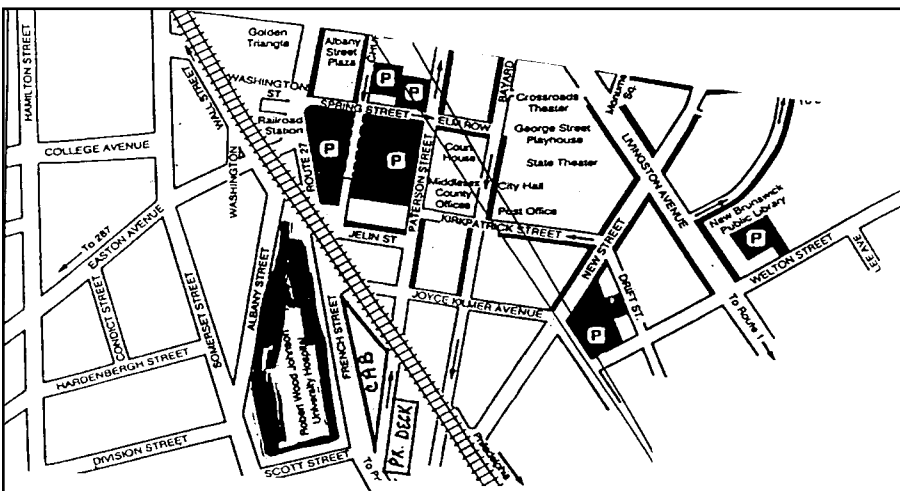 HAMILTON STREET
Golden
Triangle
Albany
Street
Plaza
P
P
WALL STREET
WASHINGTON
ST
SPRING STREET
ELM ROW
BAYARD
Crossroads
Theater
George Street
Playhouse
State Theater
City Hall
Post Office
LIVINGSTON AVENUE
Railroad
Station
ROUTE 27
P
P
PATERSON STREET
Court
House
Middlesex
County
Offices
COLLEGE AVENUE
WASHINGTON
To 287
EASTON AVENUE
JELIN ST
KIRKPATRICK STREET
NEW STREET
New Brunswick
Public Library
P
WELTON STREET
LEE AVE
CONDICT STREET
SOMERSET STREET
ALBANY STREET
JOYCE KILMER AVENUE
DRIFT ST.
P
To Route 1
HARDENBERGH STREET
Robert Wood Johnson
University Hospital
FRENCH STREET
CAB
PK. DECK
DIVISION STREET
SCOTT STREET